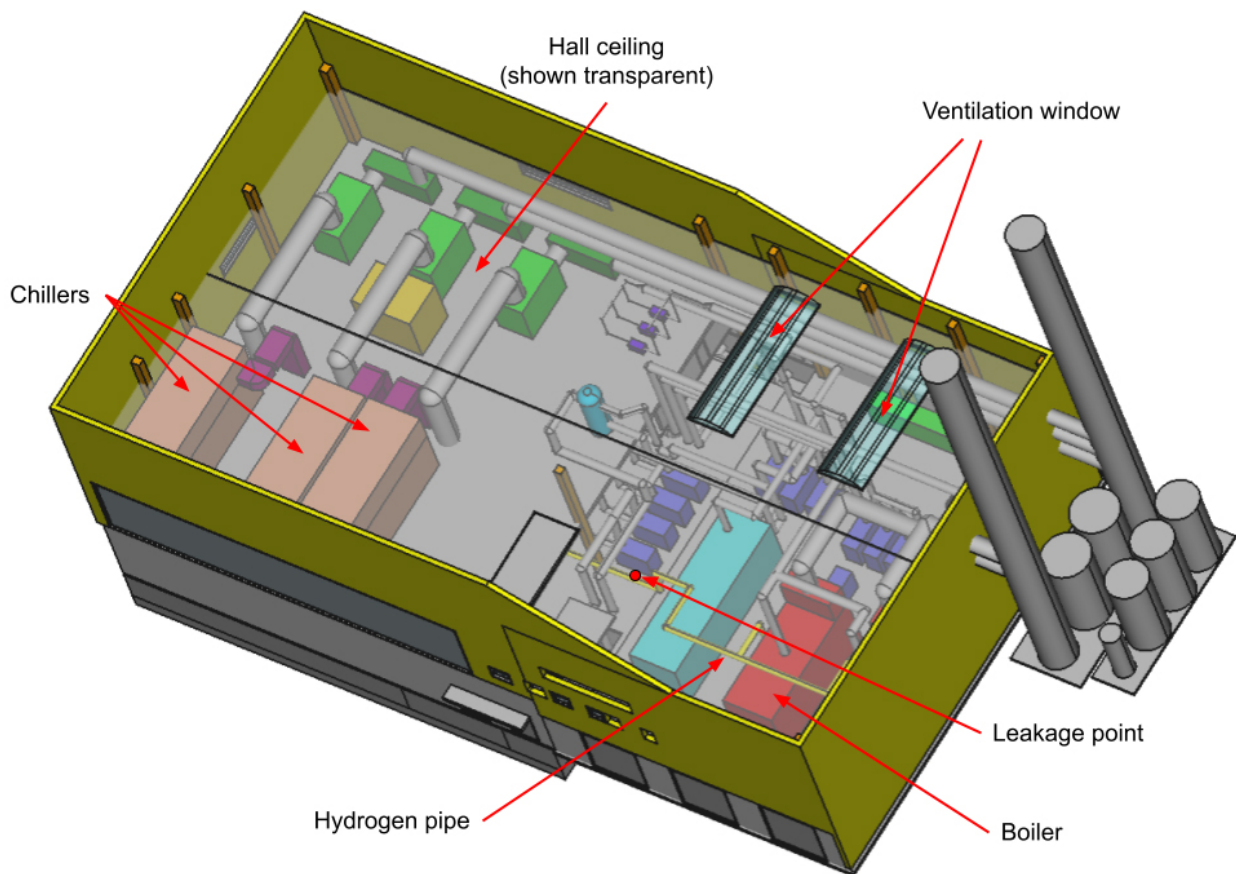 Hall ceiling
(shown transparent)
Ventilation window
Chillers
Leakage point
Hydrogen pipe
Boiler